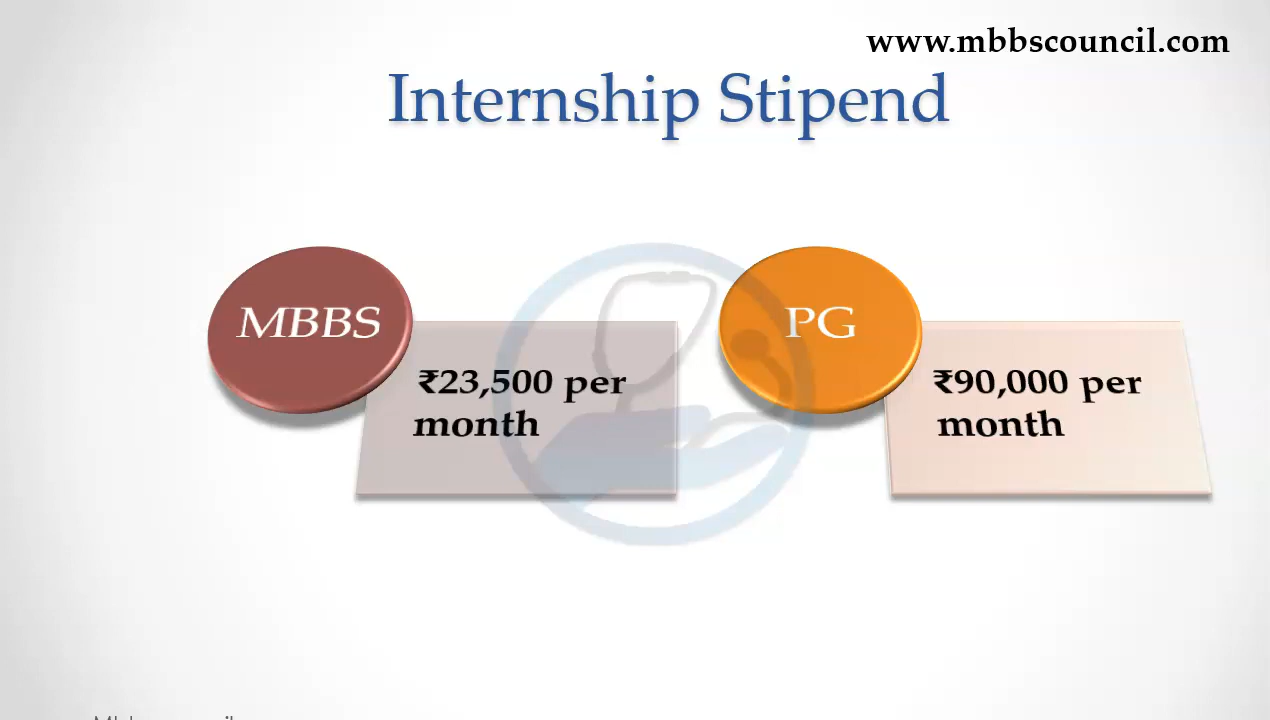 www.mbbscouncil.com
Internship Stipend
MBBS
₹23,500 per
month
PG
₹90,000 per
month